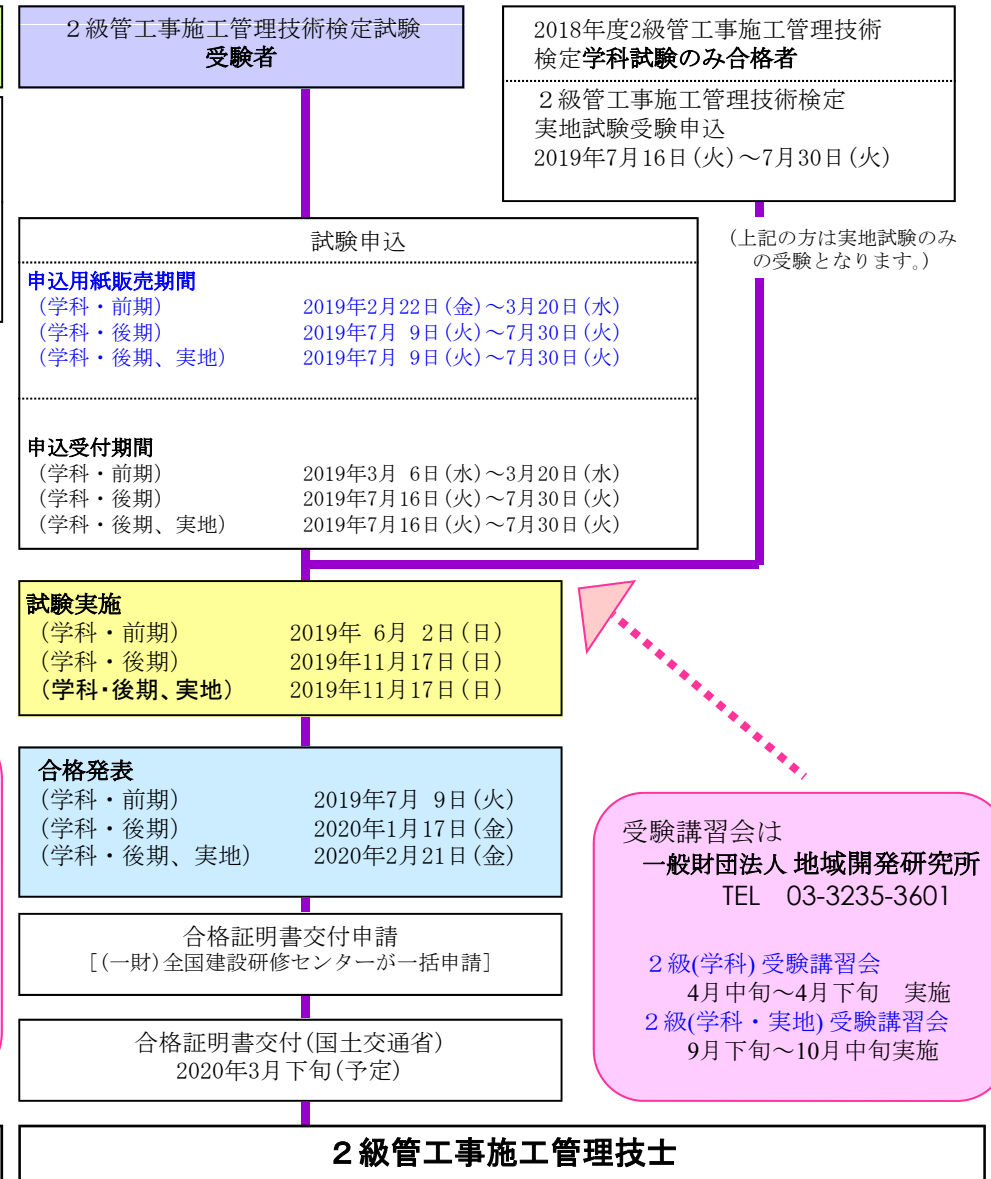 ２級管工事施工管理技術検定試験
受験者
2018年度2級管工事施工管理技術
検定学科試験のみ合格者
２級管工事施工管理技術検定
実地試験受験申込
2019年7月16日(火)～7月30日(火)
(上記の方は実地試験のみ
の受験となります。)
試験申込
申込用紙販売期間
(学科・前期) 2019年2月22日(金)～3月20日(水)
(学科・後期) 2019年7月 9日(火)～7月30日(火)
(学科・後期、実地) 2019年7月 9日(火)～7月30日(火)
申込受付期間
(学科・前期) 2019年3月 6日(水)～3月20日(水)
(学科・後期) 2019年7月16日(火)～7月30日(火)
(学科・後期、実地) 2019年7月16日(火)～7月30日(火)
試験実施
(学科・前期) 2019年 6月 2日(日)
(学科・後期) 2019年11月17日(日)
(学科・後期、実地) 2019年11月17日(日)
合格発表
(学科・前期) 2019年7月 9日(火)
(学科・後期) 2020年1月17日(金)
(学科・後期、実地) 2020年2月21日(金)
合格証明書交付申請
[(一財)全国建設研修センターが一括申請]
合格証明書交付(国土交通省)
2020年3月下旬(予定)
受験講習会は
一般財団法人 地域開発研究所
TEL 03-3235-3601
２級(学科) 受験講習会
4月中旬～4月下旬 実施
２級(学科・実地) 受験講習会
9月下旬～10月中旬実施
２級管工事施工管理技士